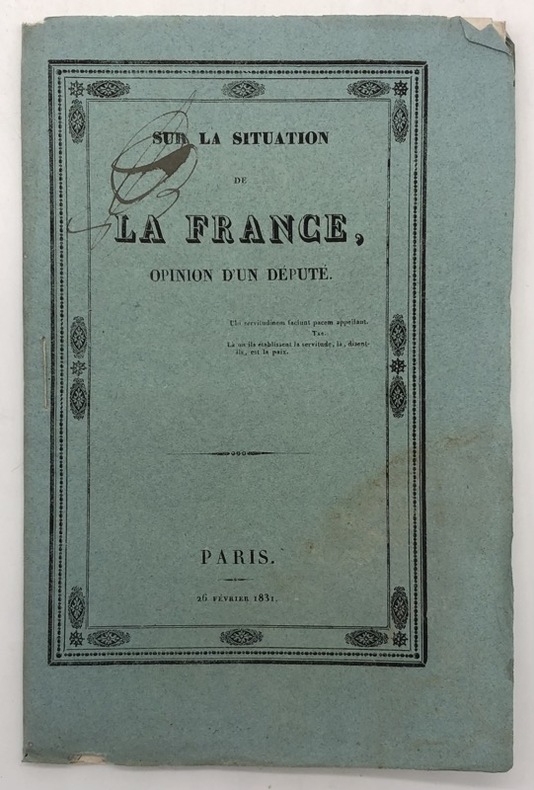 SUR LA SITUATION
DE
LA FRANCE,
OPINION D'UN DÉPUTÉ.
Ubi servitudinem faciunt pacem appellant.
Tac.
Là où ils établissent la servitude, là, disent-
ils, est la paix.
PARIS.
26 FÉVRIER 1831.